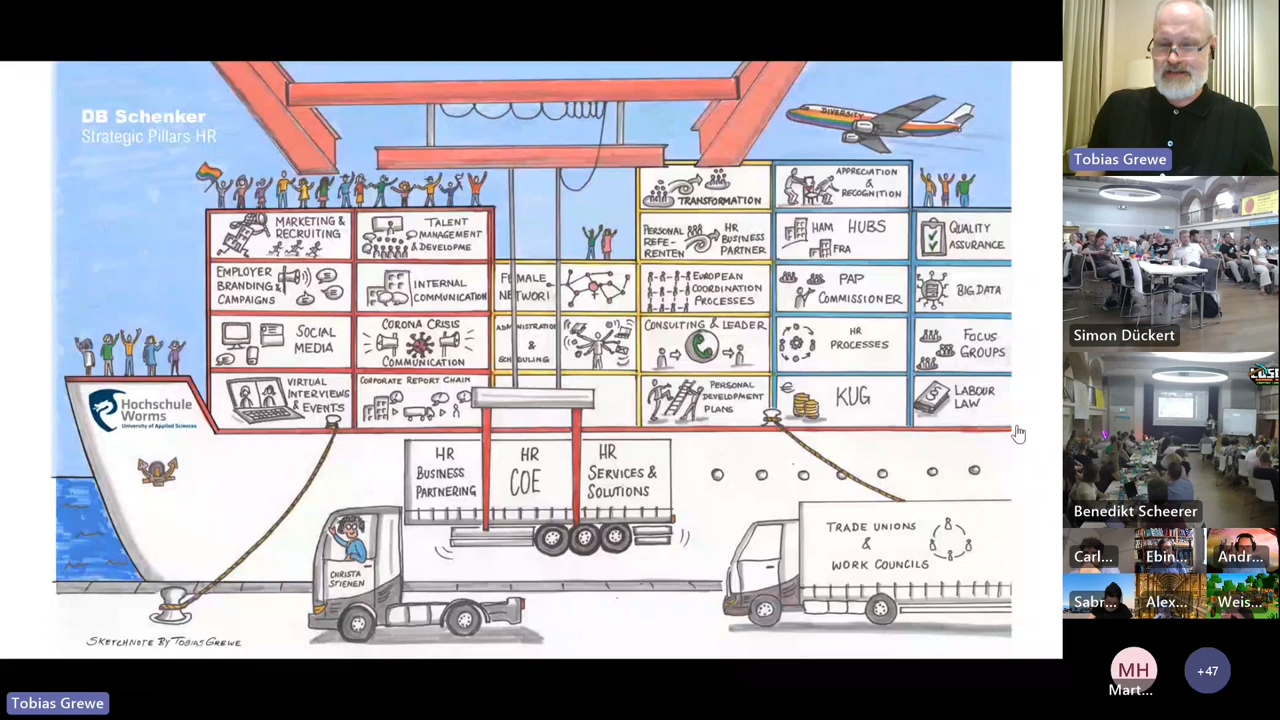 DB Schenker
Strategic Pillars HR
DIVERSITY
TRANSFORMATION
APPRECIATION
&
RECOGNITION
MARKETING &
RECRUITING
TALENT
MANAGEMENT
& DEVELOPME
PERSONAL
REFE-
RENTEN
HR
BUSINESS
PARTNER
HAM HUBS
FRA
QUALITY
ASSURANCE
EMPLOYER
BRANDING &
CAMPAIGNS
INTERNAL
COMMUNICATION
FEMALE
NETWORK
EUROPEAN
COORDINATION
PROCESSES
PAP
COMMISSIONER
BIG DATA
SOCIAL
MEDIA
CORONA CRISIS
COMMUNICATION
ADMINISTRATION
&
SCHEDULING
CONSULTING & LEADER
HR
PROCESSES
FOCUS
GROUPS
VIRTUAL
INTERVIEWS
& EVENTS
CORPORATE REPORT CHAIN
PERSONAL
DEVELOPMENT
PLANS
KUG
LABOUR
LAW
Hochschule
Worms
University of Applied Sciences
HR
BUSINESS
PARTNERING
HR
COE
HR
SERVICES &
SOLUTIONS
CHRISTA
STIENEN
TRADE UNIONS
&
WORK COUNCILS
SKETCHNOTE BY TOBIAS GREWE
Tobias Grewe
Tobias Grewe
Simon Dückert
Benedikt Scheerer
Carl...
Ebin...
Andr...
Sabr...
Alex...
Weis...
MH
Mart...
+47